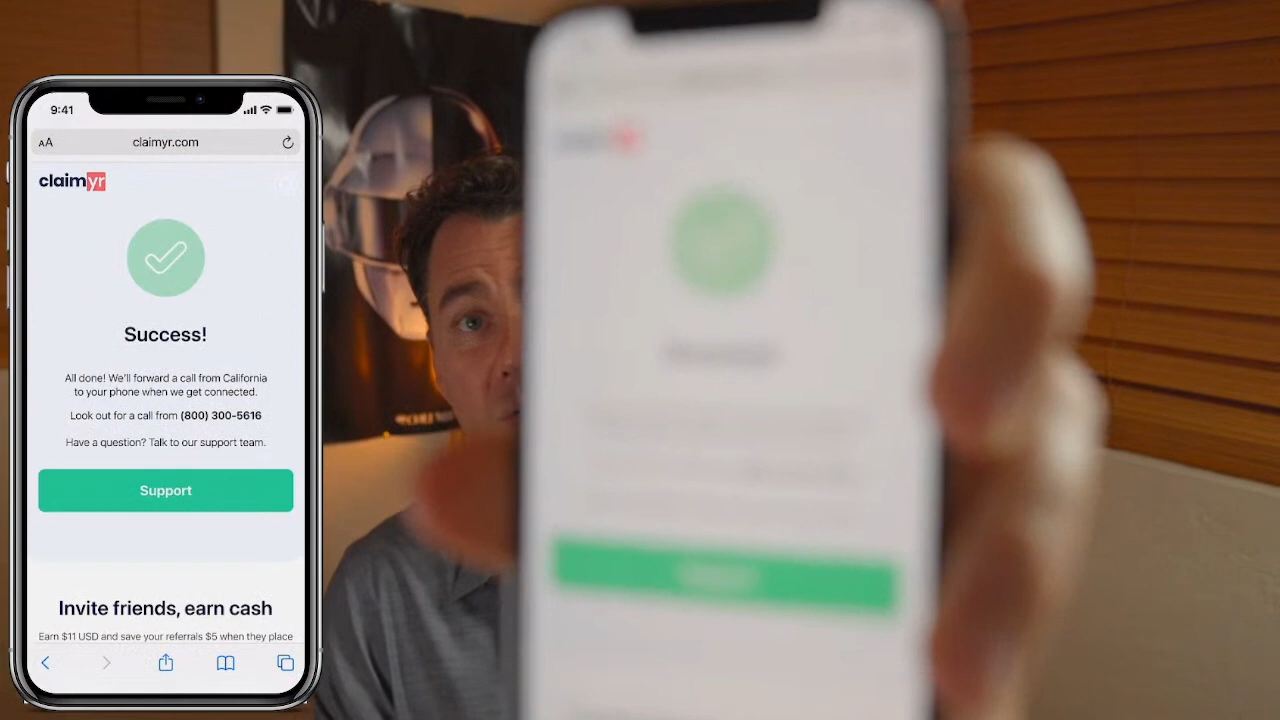 9:41
AA
claimyr.com
claimyr
Success!
All done! We'll forward a call from California
to your phone when we get connected.
Look out for a call from (800) 300-5616
Have a question? Talk to our support team.
Support
Invite friends, earn cash
Earn $11 USD and save your referrals $5 when they place